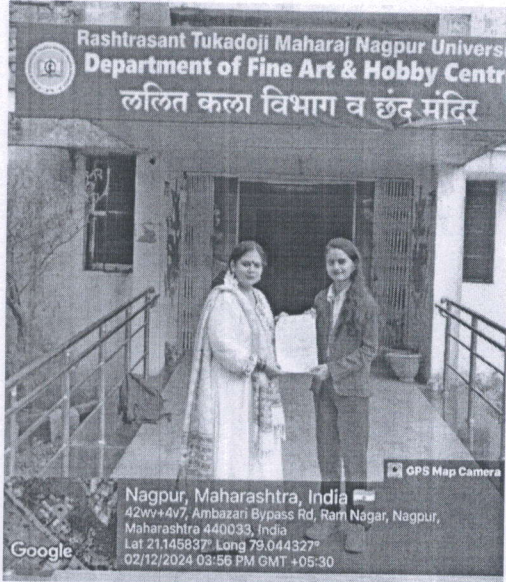 Rashtrasant Tukadoji Maharaj Nagpur Universi
Department of Fine Art & Hobby Centr
ललित कला विभाग व छंद मंदिर
GPS Map Camera
Nagpur, Maharashtra, India
42wv+4v7, Ambazari Bypass Rd, Ram Nagar, Nagpur,
Maharashtra 440033, India
Lat 21.145837° Long 79.044327°
02/12/2024 03:56 PM GMT +05:30
Google